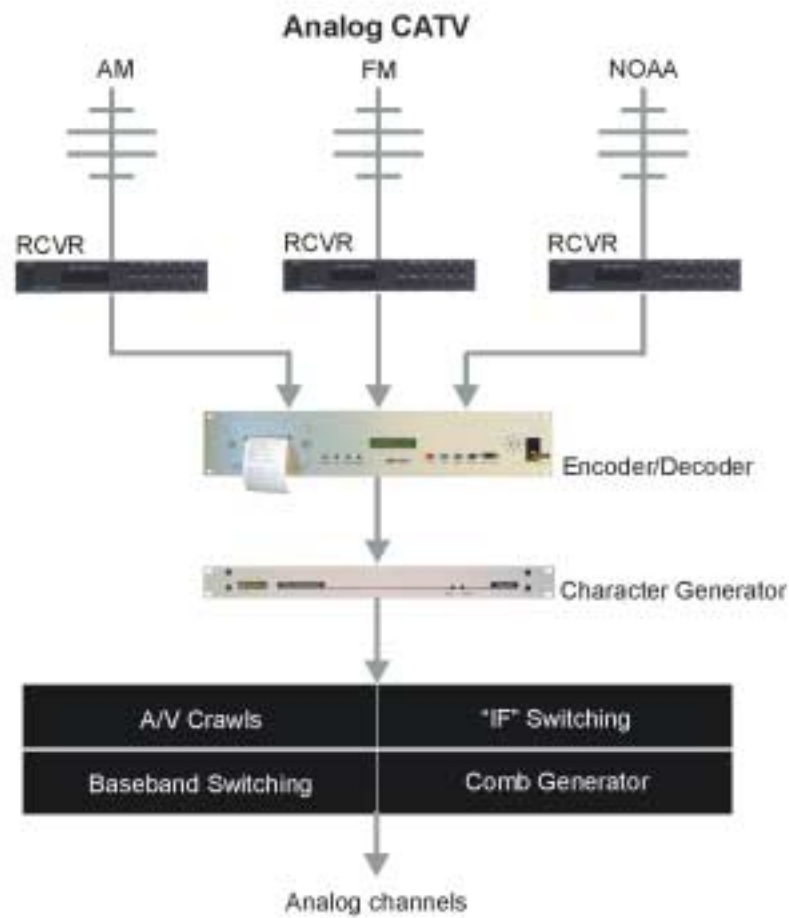 Analog CATV
AM
FM
NOAA
RCVR
RCVR
RCVR
Encoder/Decoder
Character Generator
A/V Crawls
"IF" Switching
Baseband Switching
Comb Generator
Analog channels